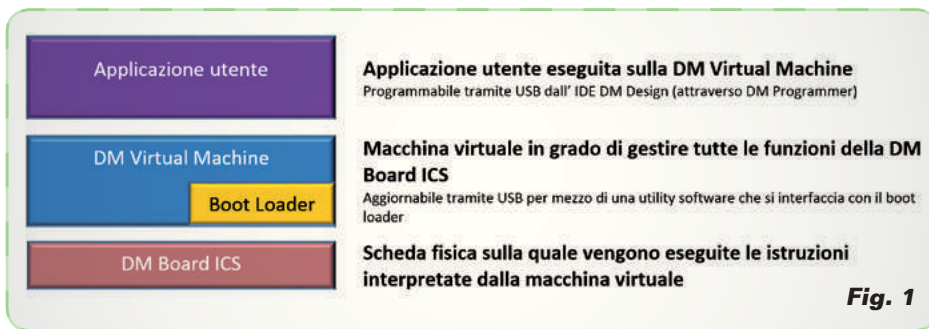 Applicazione utente
Applicazione utente eseguita sulla DM Virtual Machine
Programmabile tramite USB dall' IDE DM Design (attraverso DM Programmer)
DM Virtual Machine
Boot Loader
Macchina virtuale in grado di gestire tutte le funzioni della DM
Board ICS
Aggiornabile tramite USB per mezzo di una utility software che si interfaccia con il boot
loader
DM Board ICS
Scheda fisica sulla quale vengono eseguite le istruzioni
interpretate dalla macchina virtuale
Fig. 1